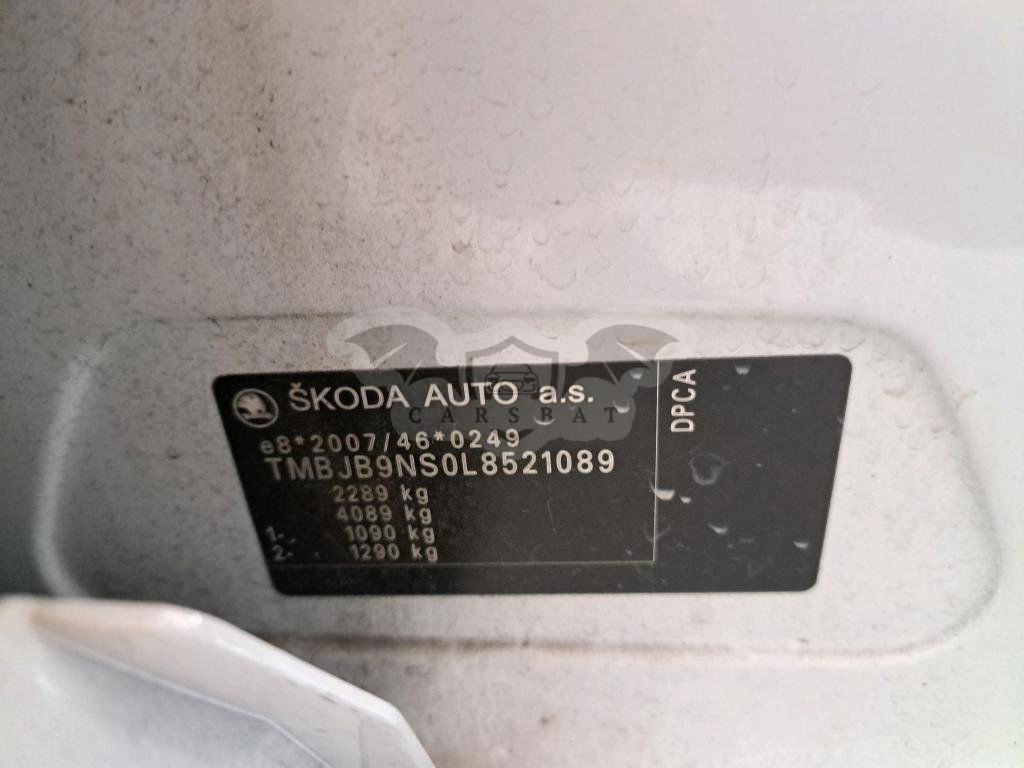 ŠKODA AUTO a.s.
e8*2007/46*0249
TMBJB9NS0L8521089
2289 kg
4089 kg
1- 1090 kg
2- 1290 kg
DPCA
CARSBAT